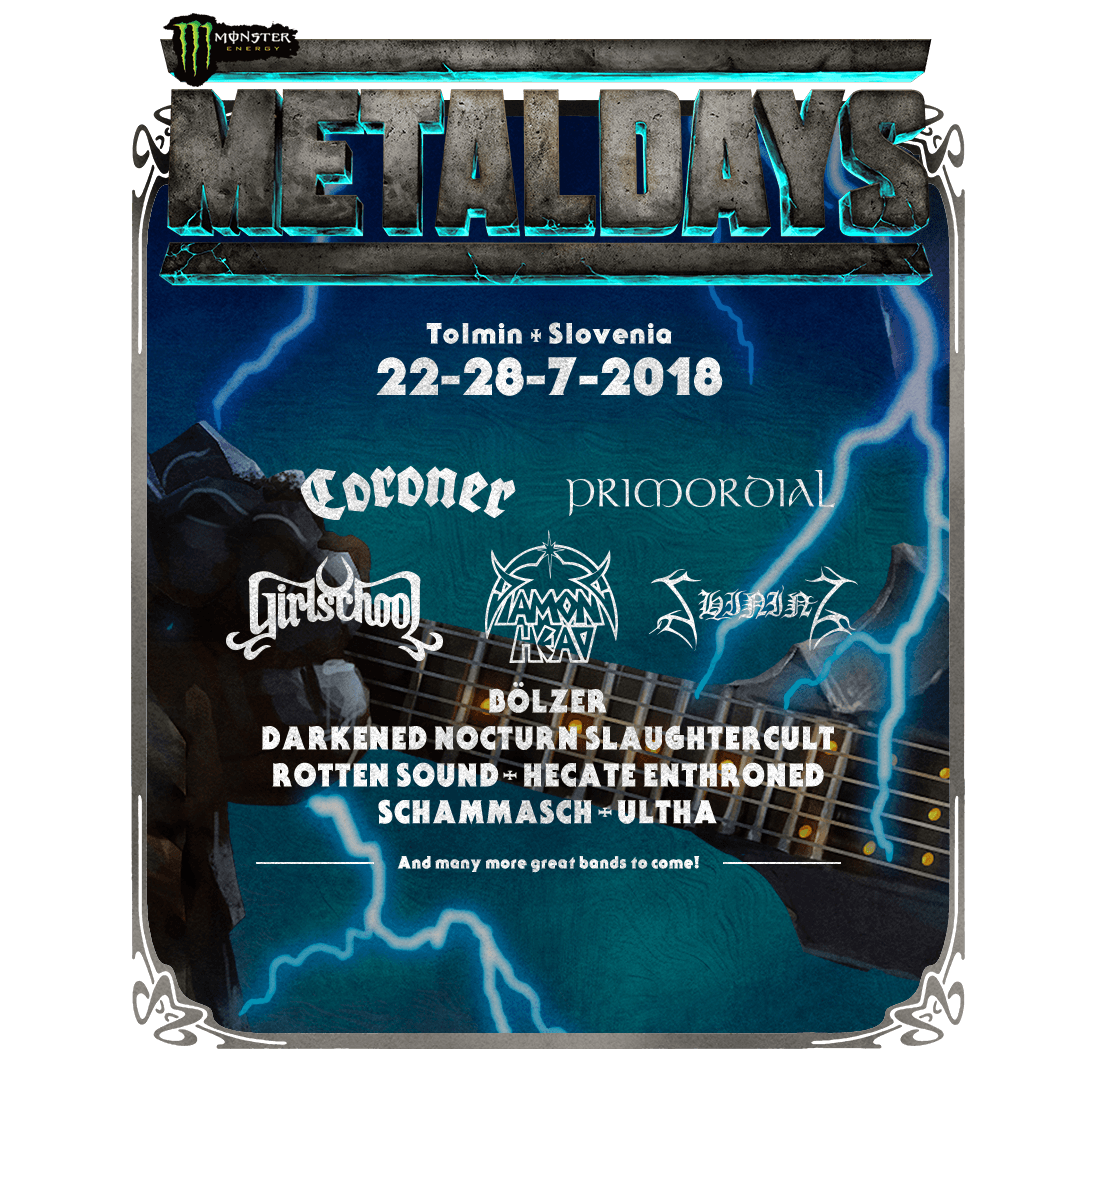 MONSTER
ENERGY
METALDAYS
Tolmin ✠ Slovenia
22-28-7-2018
Coroner PRIMORDIAL
Girlschool DIAMOND HEAD SHINING
BÖLZER
DARKENED NOCTURN SLAUGHTERCULT
ROTTEN SOUND ✠ HECATE ENTHRONED
SCHAMMASCH ✠ ULTHA
And many more great bands to come!